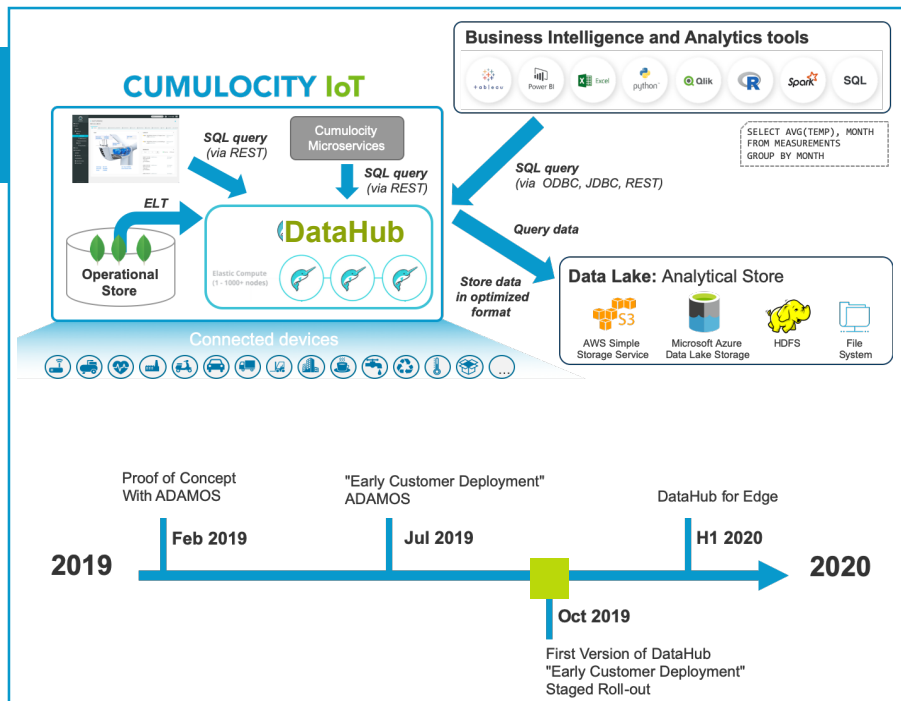 Business Intelligence and Analytics tools
tableau
Power BI
Excel
python
Qlik
R
Spark
SQL
CUMULOCITY IoT
SELECT AVG(TEMP), MONTH
FROM MEASUREMENTS
GROUP BY MONTH
SQL query
(via REST)
Cumulocity
Microservices
SQL query
(via REST)
SQL query
(via ODBC, JDBC, REST)
ELT
DataHub
Query data
Operational
Store
Elastic Compute
(1 - 1000+ nodes)
Store data
in optimized
format
Data Lake: Analytical Store
S3
AWS Simple
Storage Service
Microsoft Azure
Data Lake Storage
HDFS
File
System
Connected devices
...
Proof of Concept
With ADAMOS
"Early Customer Deployment"
ADAMOS
DataHub for Edge
Feb 2019
Jul 2019
H1 2020
2019
2020
Oct 2019
First Version of DataHub
"Early Customer Deployment"
Staged Roll-out